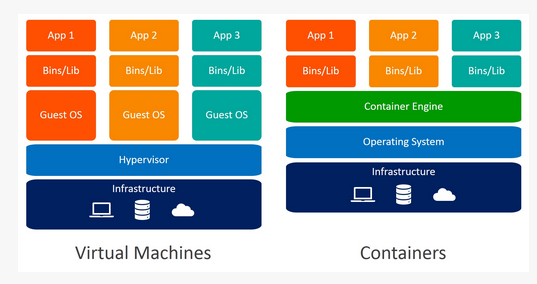 App 1
App 2
App 3
Bins/Lib
Bins/Lib
Bins/Lib
Guest OS
Guest OS
Guest OS
Hypervisor
Infrastructure
Virtual Machines
App 1
App 2
App 3
Bins/Lib
Bins/Lib
Bins/Lib
Container Engine
Operating System
Infrastructure
Containers